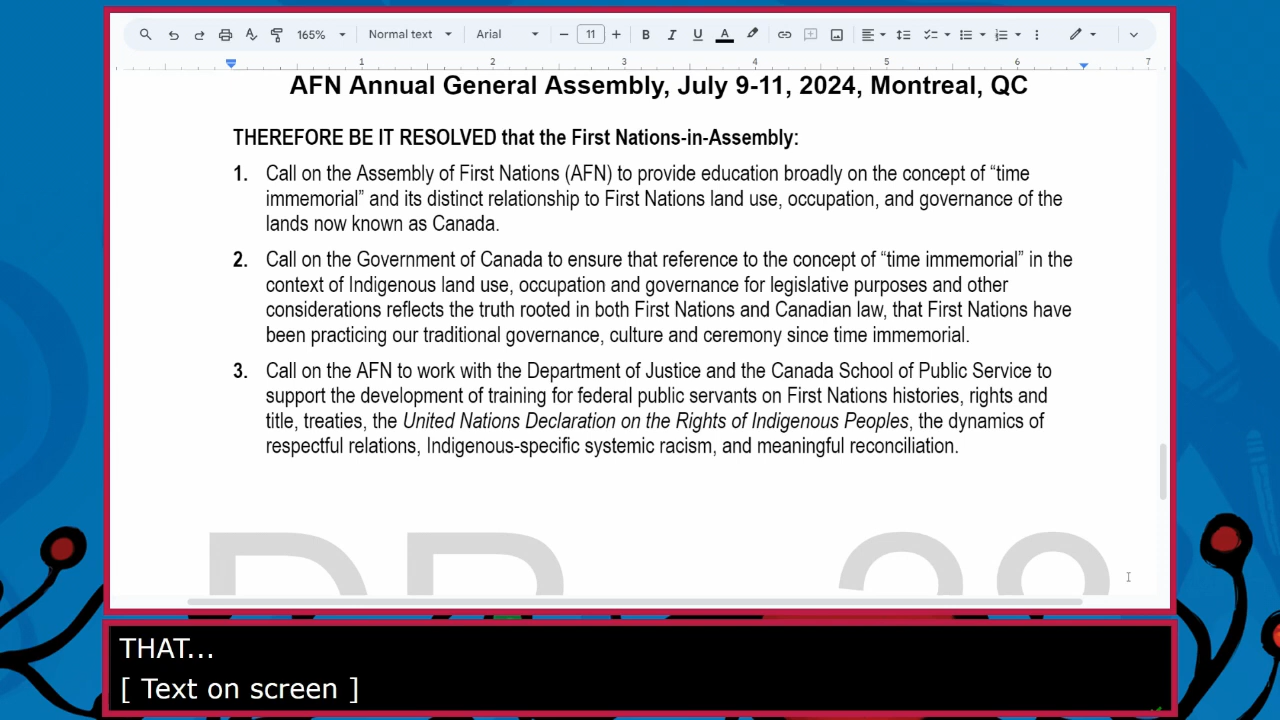 165% Normal text Arial 11 B I U A
1 2 3 4 5 6 7
AFN Annual General Assembly, July 9-11, 2024, Montreal, QC
THEREFORE BE IT RESOLVED that the First Nations-in-Assembly:
1. Call on the Assembly of First Nations (AFN) to provide education broadly on the concept of “time
immemorial” and its distinct relationship to First Nations land use, occupation, and governance of the
lands now known as Canada.
2. Call on the Government of Canada to ensure that reference to the concept of “time immemorial” in the
context of Indigenous land use, occupation and governance for legislative purposes and other
considerations reflects the truth rooted in both First Nations and Canadian law, that First Nations have
been practicing our traditional governance, culture and ceremony since time immemorial.
3. Call on the AFN to work with the Department of Justice and the Canada School of Public Service to
support the development of training for federal public servants on First Nations histories, rights and
title, treaties, the United Nations Declaration on the Rights of Indigenous Peoples, the dynamics of
respectful relations, Indigenous-specific systemic racism, and meaningful reconciliation.
THAT...
[ Text on screen ]